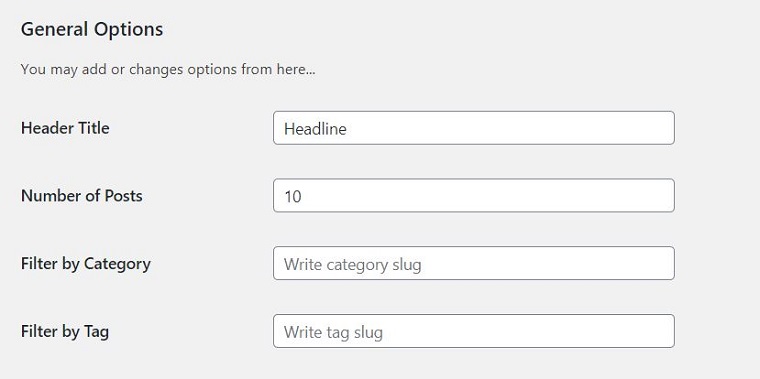 General Options
You may add or changes options from here...
Header Title
Headline
Number of Posts
10
Filter by Category
Write category slug
Filter by Tag
Write tag slug